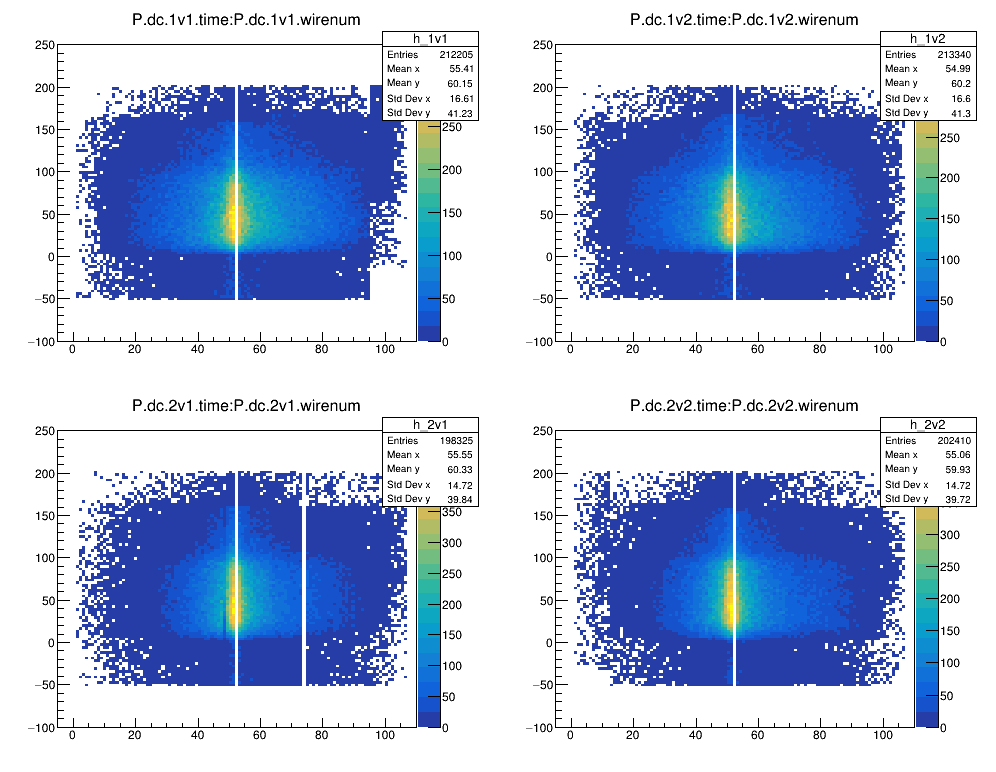 P.dc.1v1.time:P.dc.1v1.wirenum
h_1v1
Entries 212205
Mean x 55.41
Mean y 60.15
Std Dev x 16.61
Std Dev y 41.23
250
200
150
100
50
0
−50
−100
0 20 40 60 80 100
250
200
150
100
50
0
P.dc.1v2.time:P.dc.1v2.wirenum
h_1v2
Entries 213340
Mean x 54.99
Mean y 60.2
Std Dev x 16.6
Std Dev y 41.3
250
200
150
100
50
0
−50
−100
0 20 40 60 80 100
250
200
150
100
50
0
P.dc.2v1.time:P.dc.2v1.wirenum
h_2v1
Entries 198325
Mean x 55.55
Mean y 60.33
Std Dev x 14.72
Std Dev y 39.84
250
200
150
100
50
0
−50
−100
0 20 40 60 80 100
350
300
250
200
150
100
50
0
P.dc.2v2.time:P.dc.2v2.wirenum
h_2v2
Entries 202410
Mean x 55.06
Mean y 59.93
Std Dev x 14.72
Std Dev y 39.72
250
200
150
100
50
0
−50
−100
0 20 40 60 80 100
300
250
200
150
100
50
0